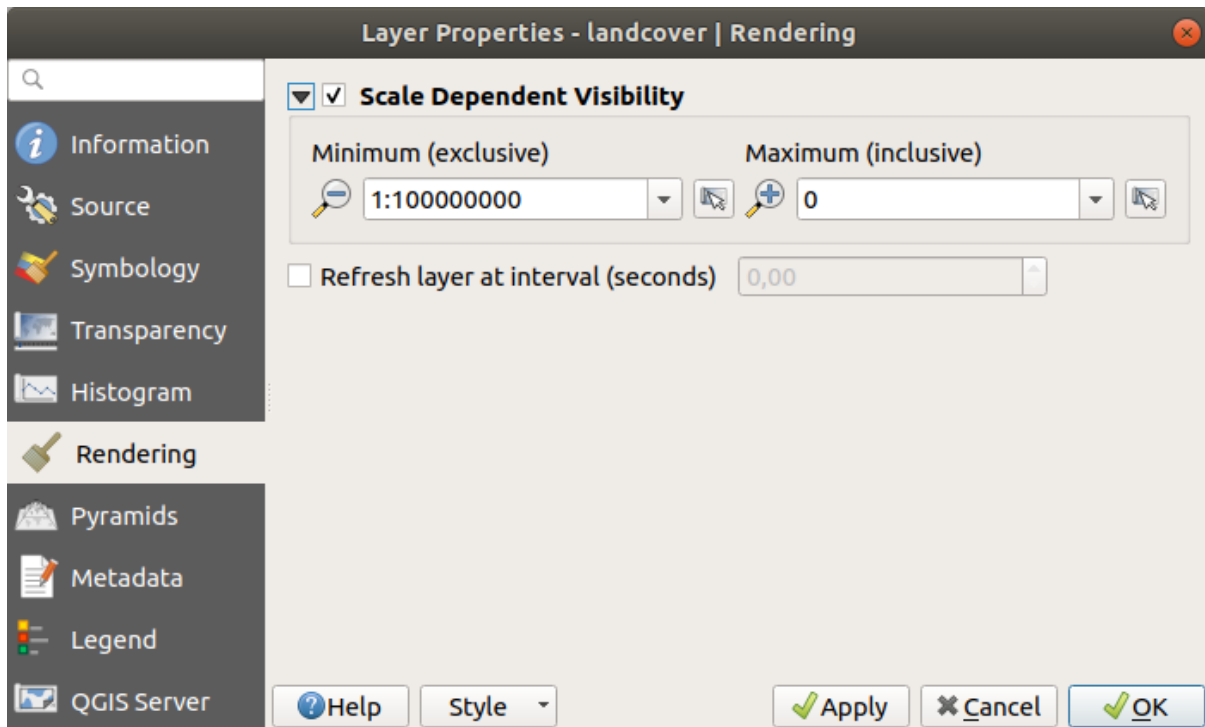 Layer Properties - landcover | Rendering
Information
Source
Symbology
Transparency
Histogram
Rendering
Pyramids
Metadata
Legend
QGIS Server
Scale Dependent Visibility
Minimum (exclusive) Maximum (inclusive)
1:100000000 0
Refresh layer at interval (seconds) 0,00
Help Style Apply Cancel OK